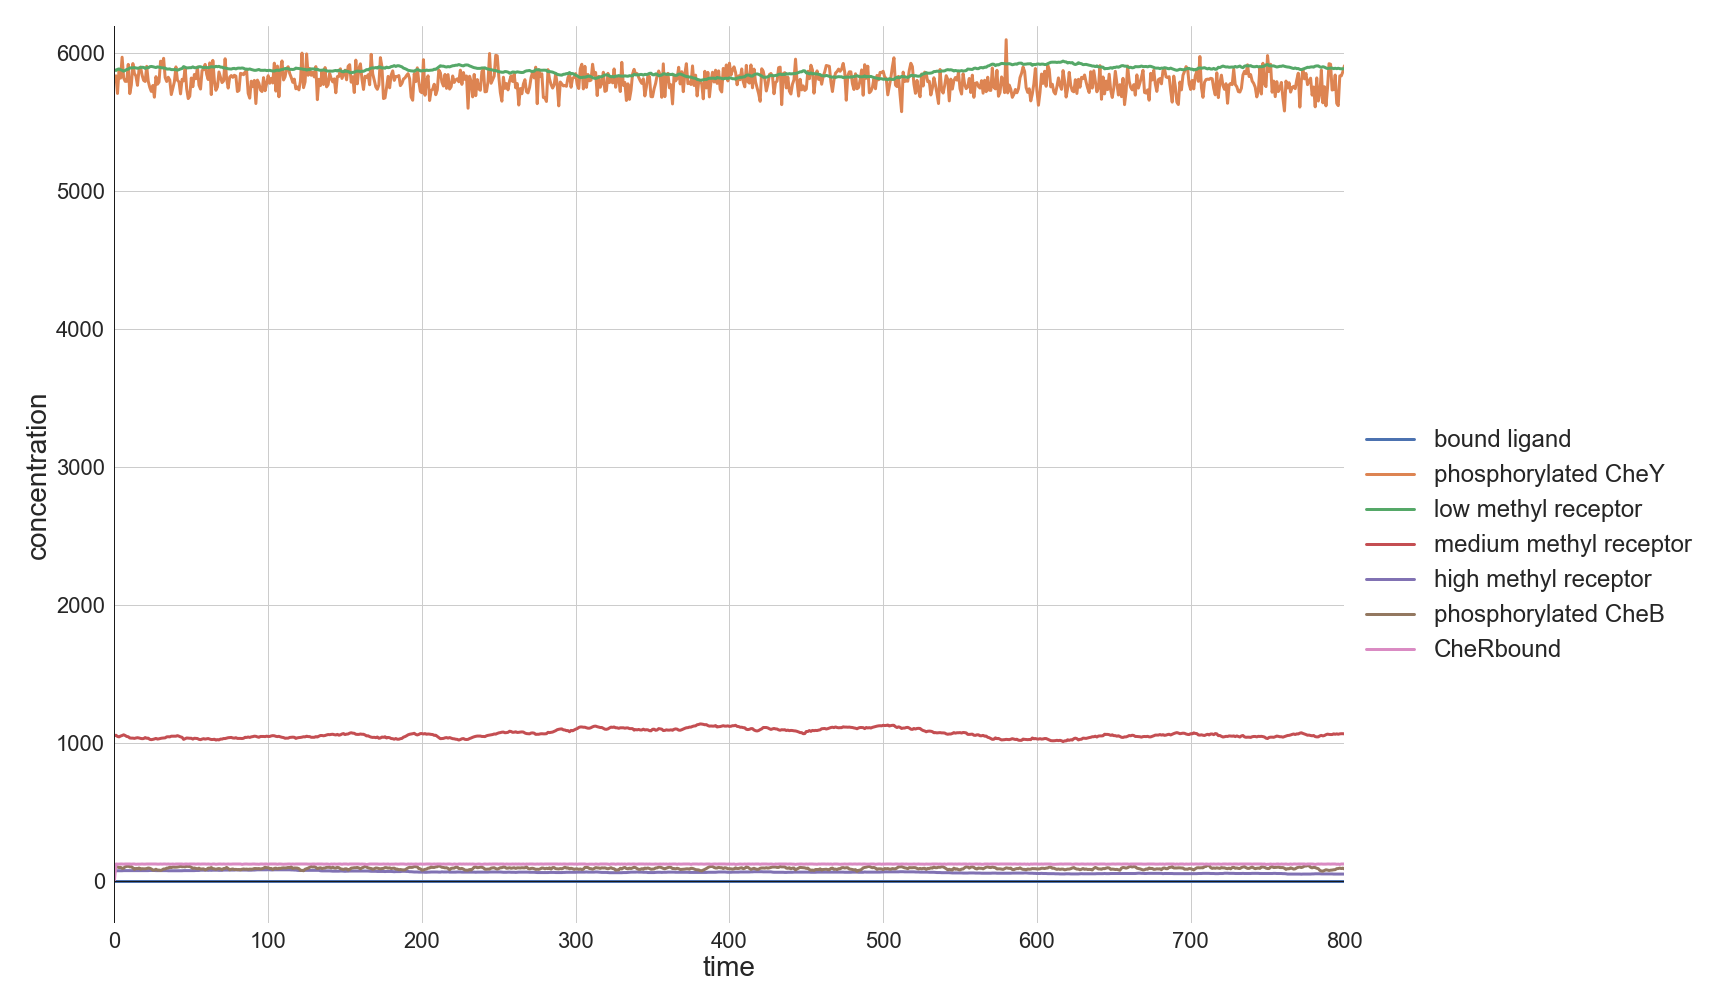 6000
5000
4000
3000
2000
1000
0
concentration
0 100 200 300 400 500 600 700 800
time
bound ligand
phosphorylated CheY
low methyl receptor
medium methyl receptor
high methyl receptor
phosphorylated CheB
CheRbound